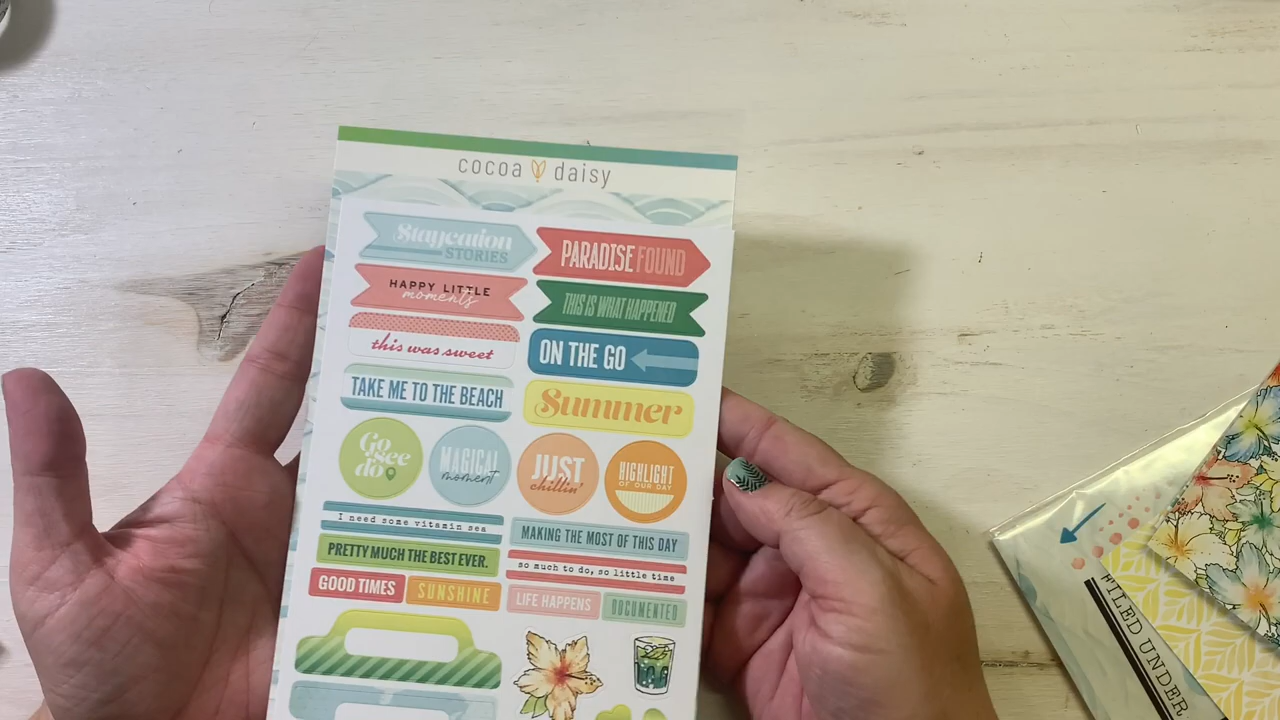 cocoa daisy
Staycation
STORIES
PARADISE FOUND
HAPPY LITTLE
moments
THIS IS WHAT HAPPENED
this was sweet
ON THE GO
TAKE ME TO THE BEACH
Summer
Go
see
do
MAGICAL
moment
JUST
chillin'
HIGHLIGHT
OF OUR DAY
I need some vitamin sea
MAKING THE MOST OF THIS DAY
PRETTY MUCH THE BEST EVER.
so much to do, so little time
GOOD TIMES
SUNSHINE
LIFE HAPPENS
DOCUMENTED
FILED UNDER